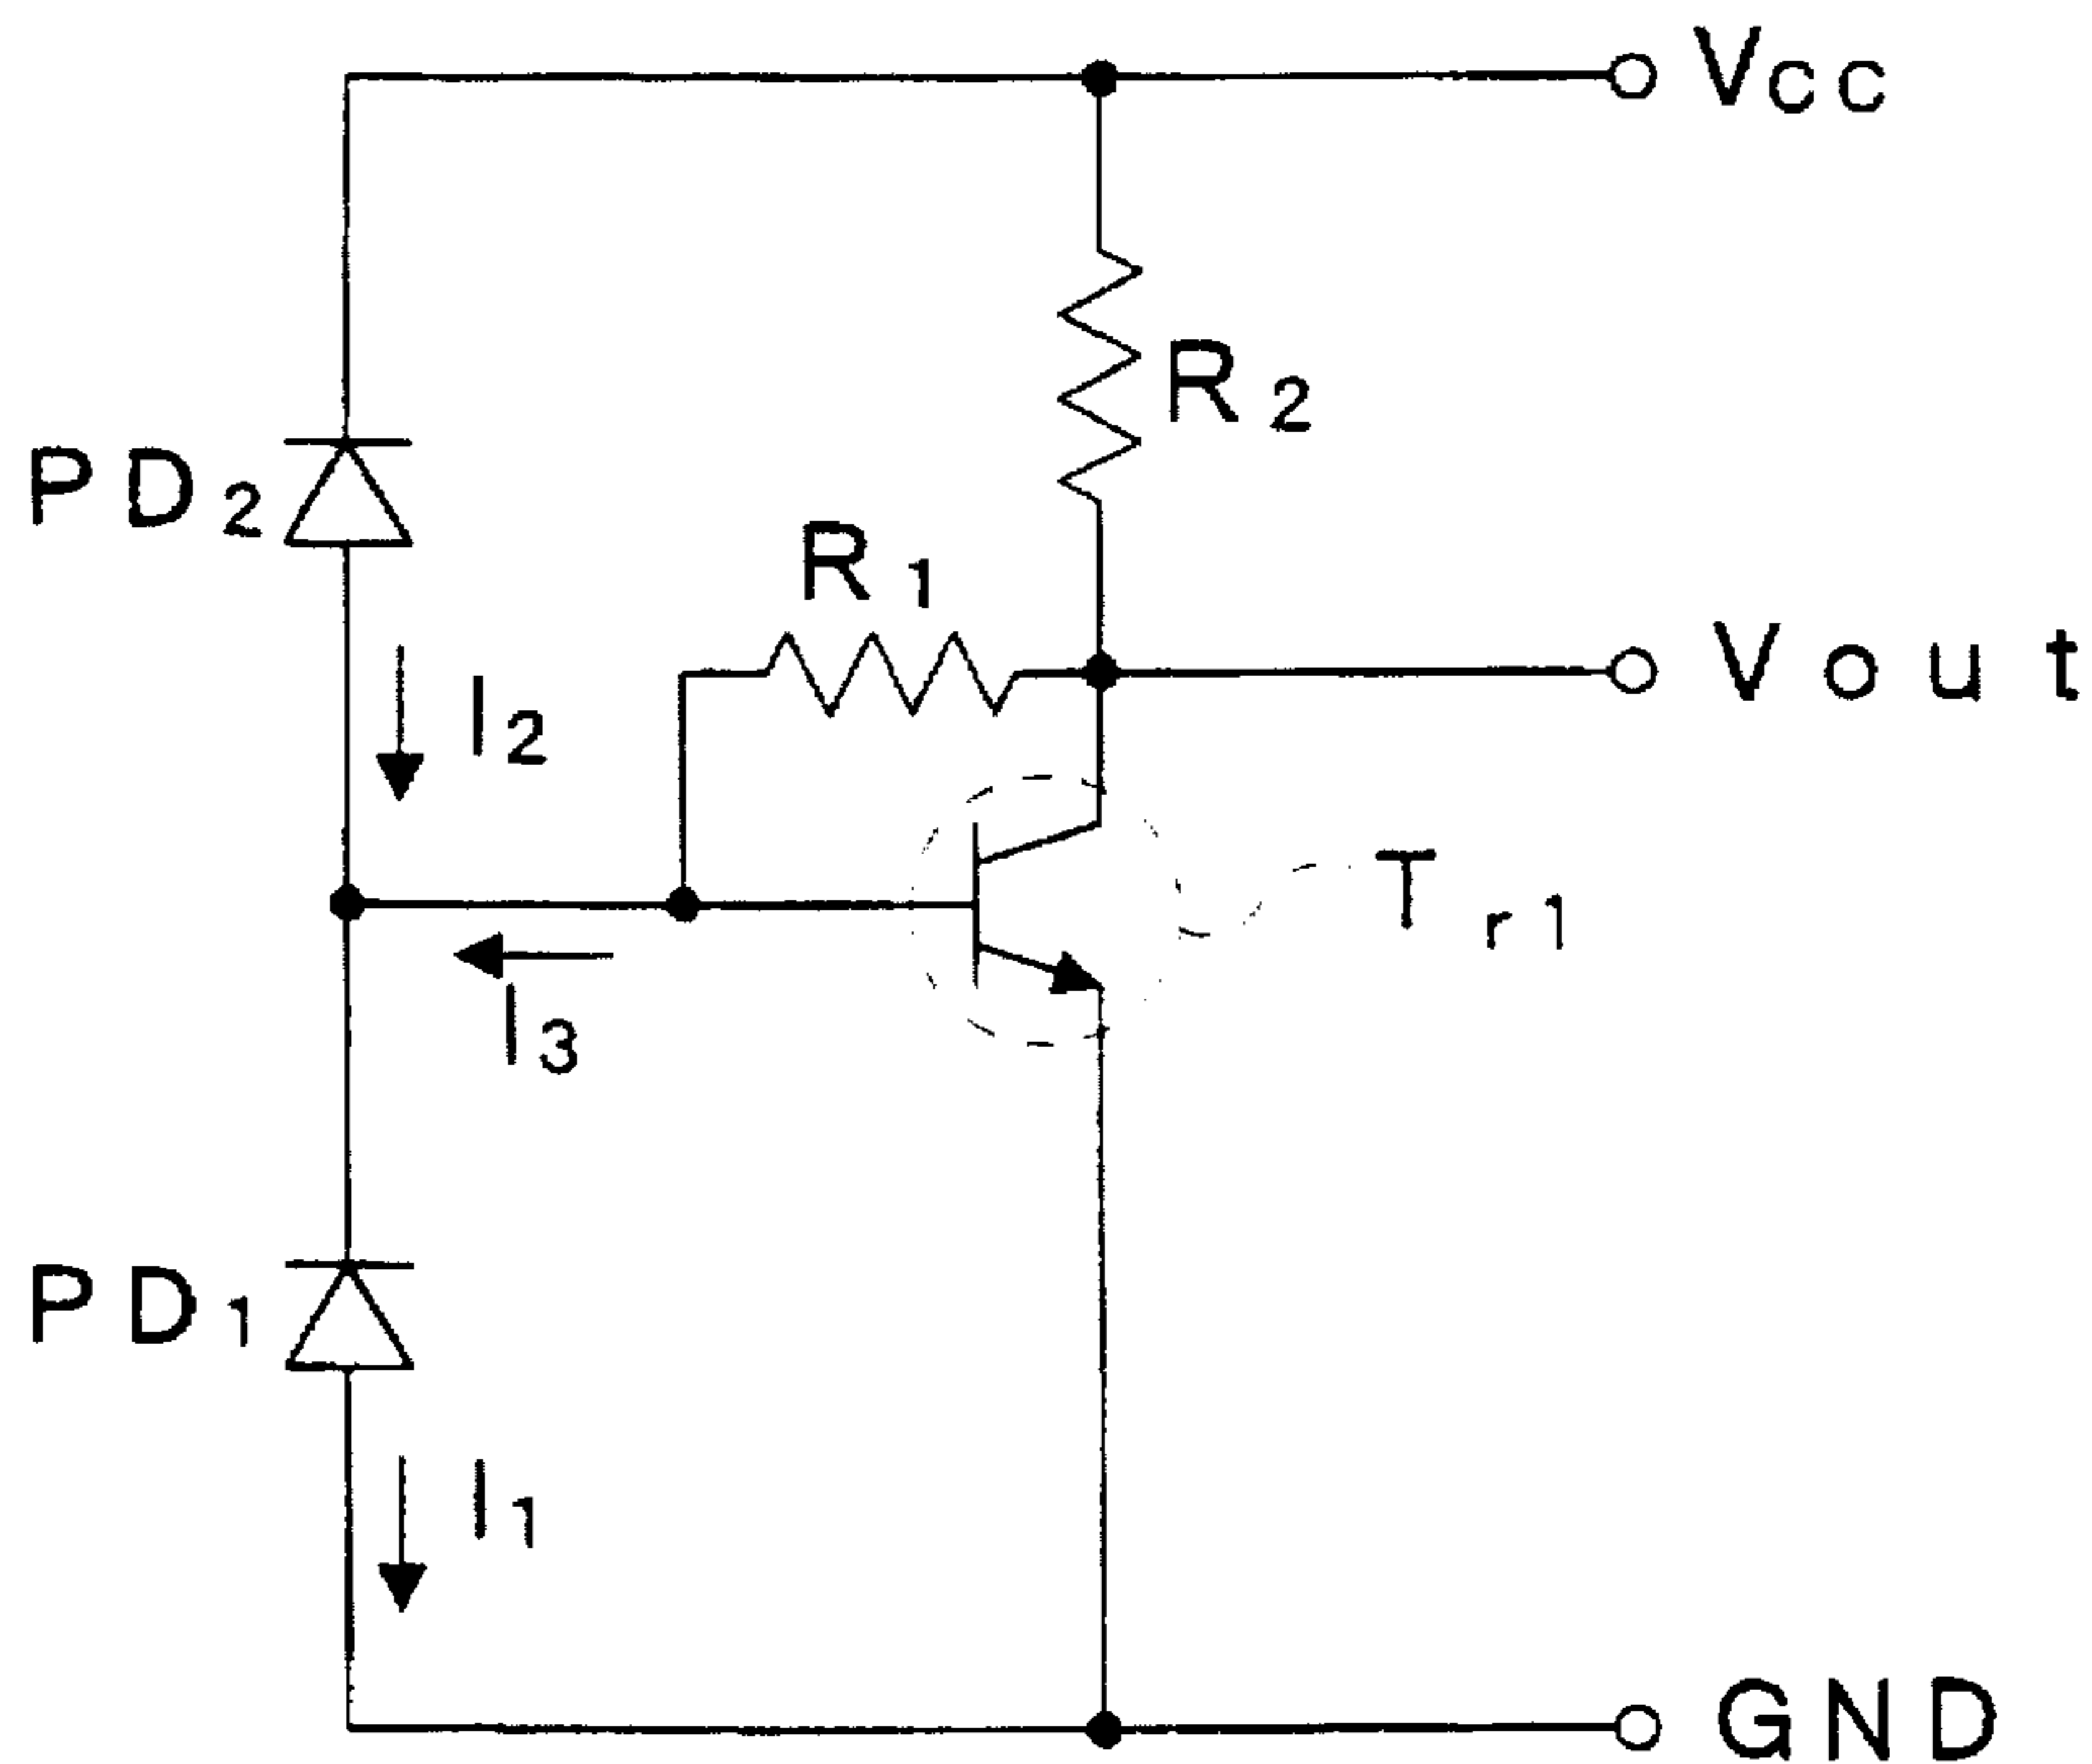 Vcc
R2
PD2
R1
Vout
I2
Tr1
I3
PD1
I1
GND